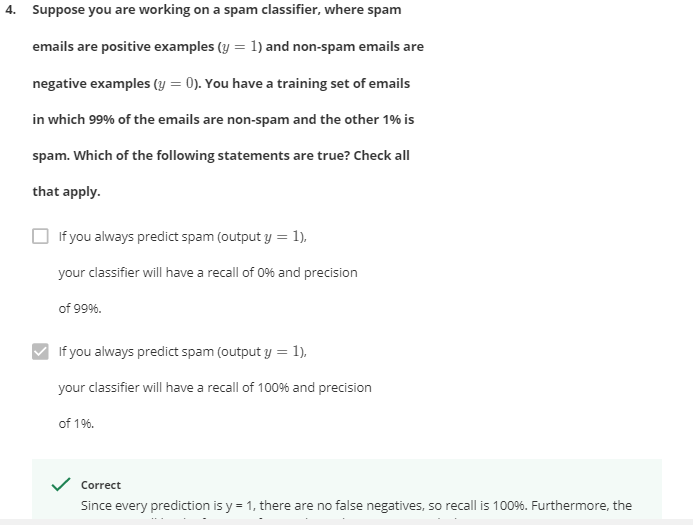 4. Suppose you are working on a spam classifier, where spam
emails are positive examples (y = 1) and non-spam emails are
negative examples (y = 0). You have a training set of emails
in which 99% of the emails are non-spam and the other 1% is
spam. Which of the following statements are true? Check all
that apply.
If you always predict spam (output y = 1),
your classifier will have a recall of 0% and precision
of 99%.
If you always predict spam (output y = 1),
your classifier will have a recall of 100% and precision
of 1%.
Correct
Since every prediction is y = 1, there are no false negatives, so recall is 100%. Furthermore, the